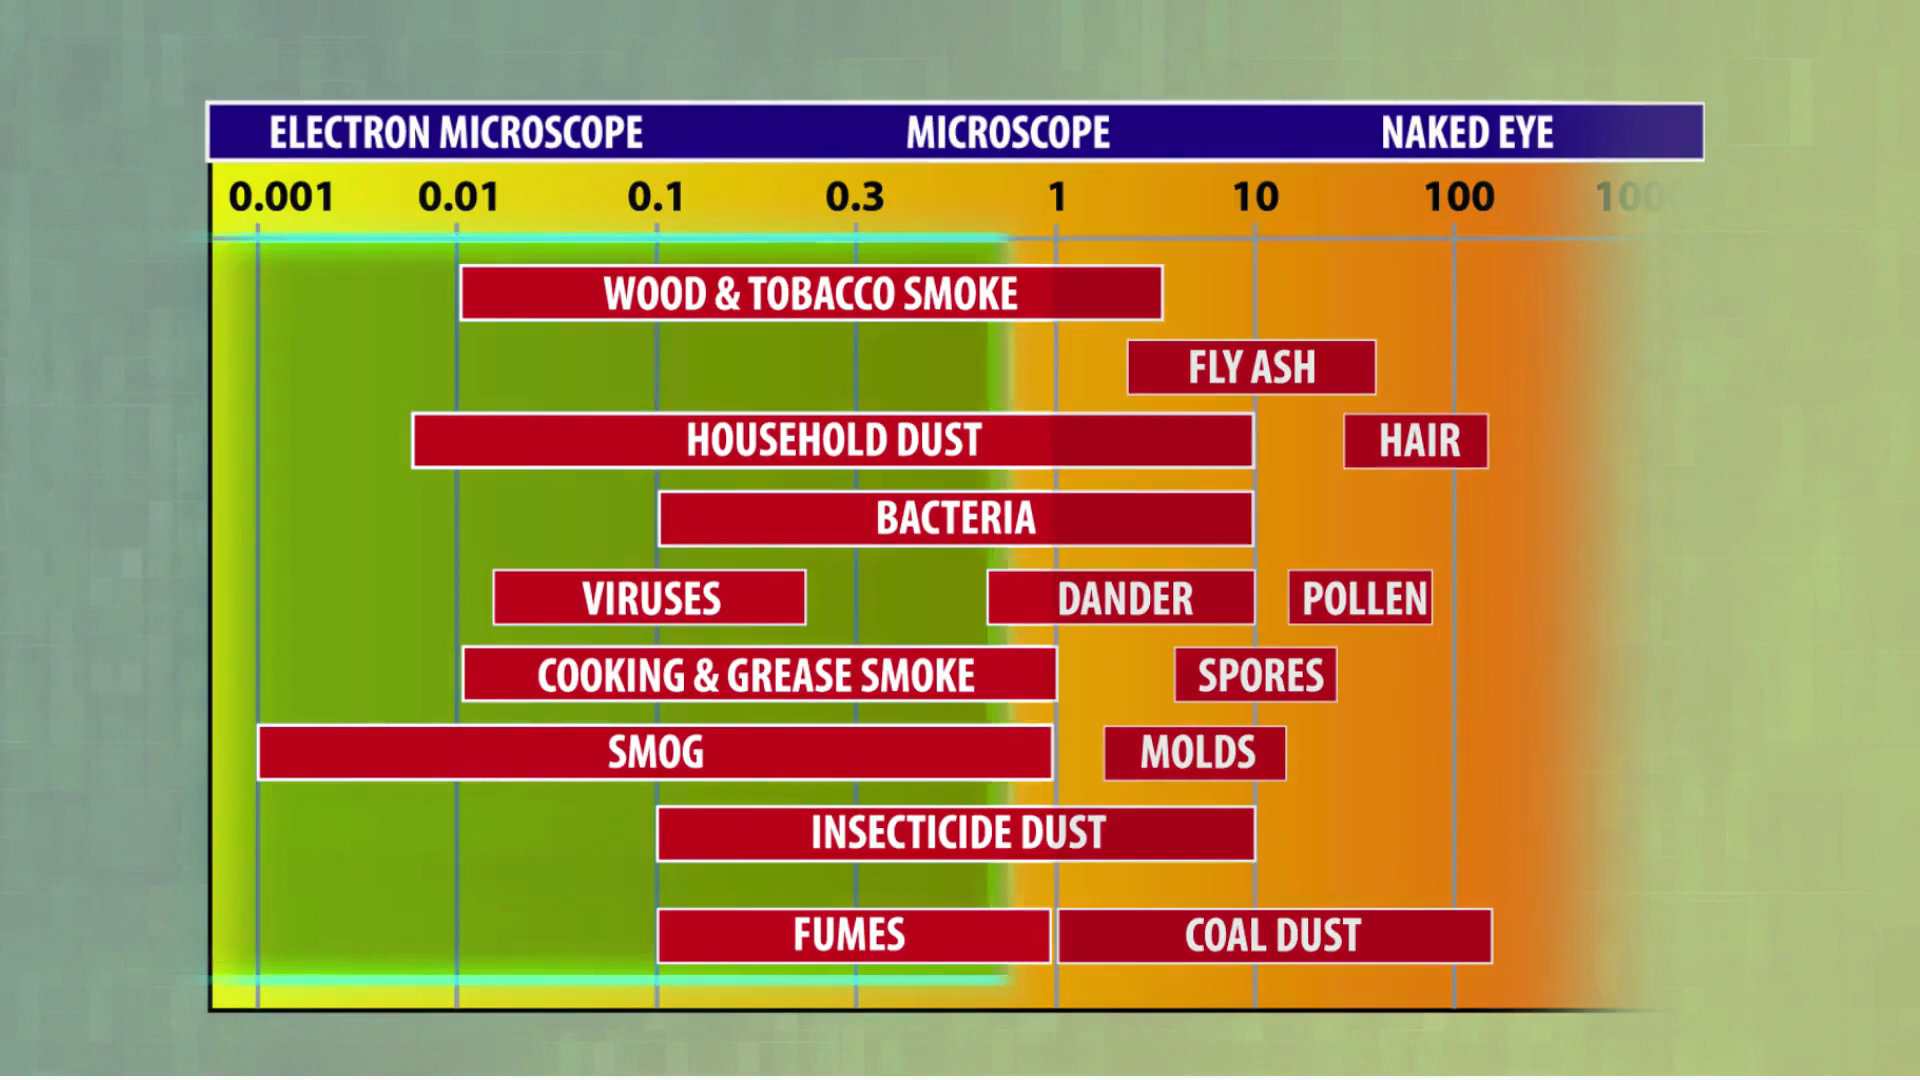 ELECTRON MICROSCOPE MICROSCOPE NAKED EYE
0.001 0.01 0.1 0.3 1 10 100 1000
WOOD & TOBACCO SMOKE
FLY ASH
HOUSEHOLD DUST HAIR
BACTERIA
VIRUSES DANDER POLLEN
COOKING & GREASE SMOKE SPORES
SMOG MOLDS
INSECTICIDE DUST
FUMES COAL DUST